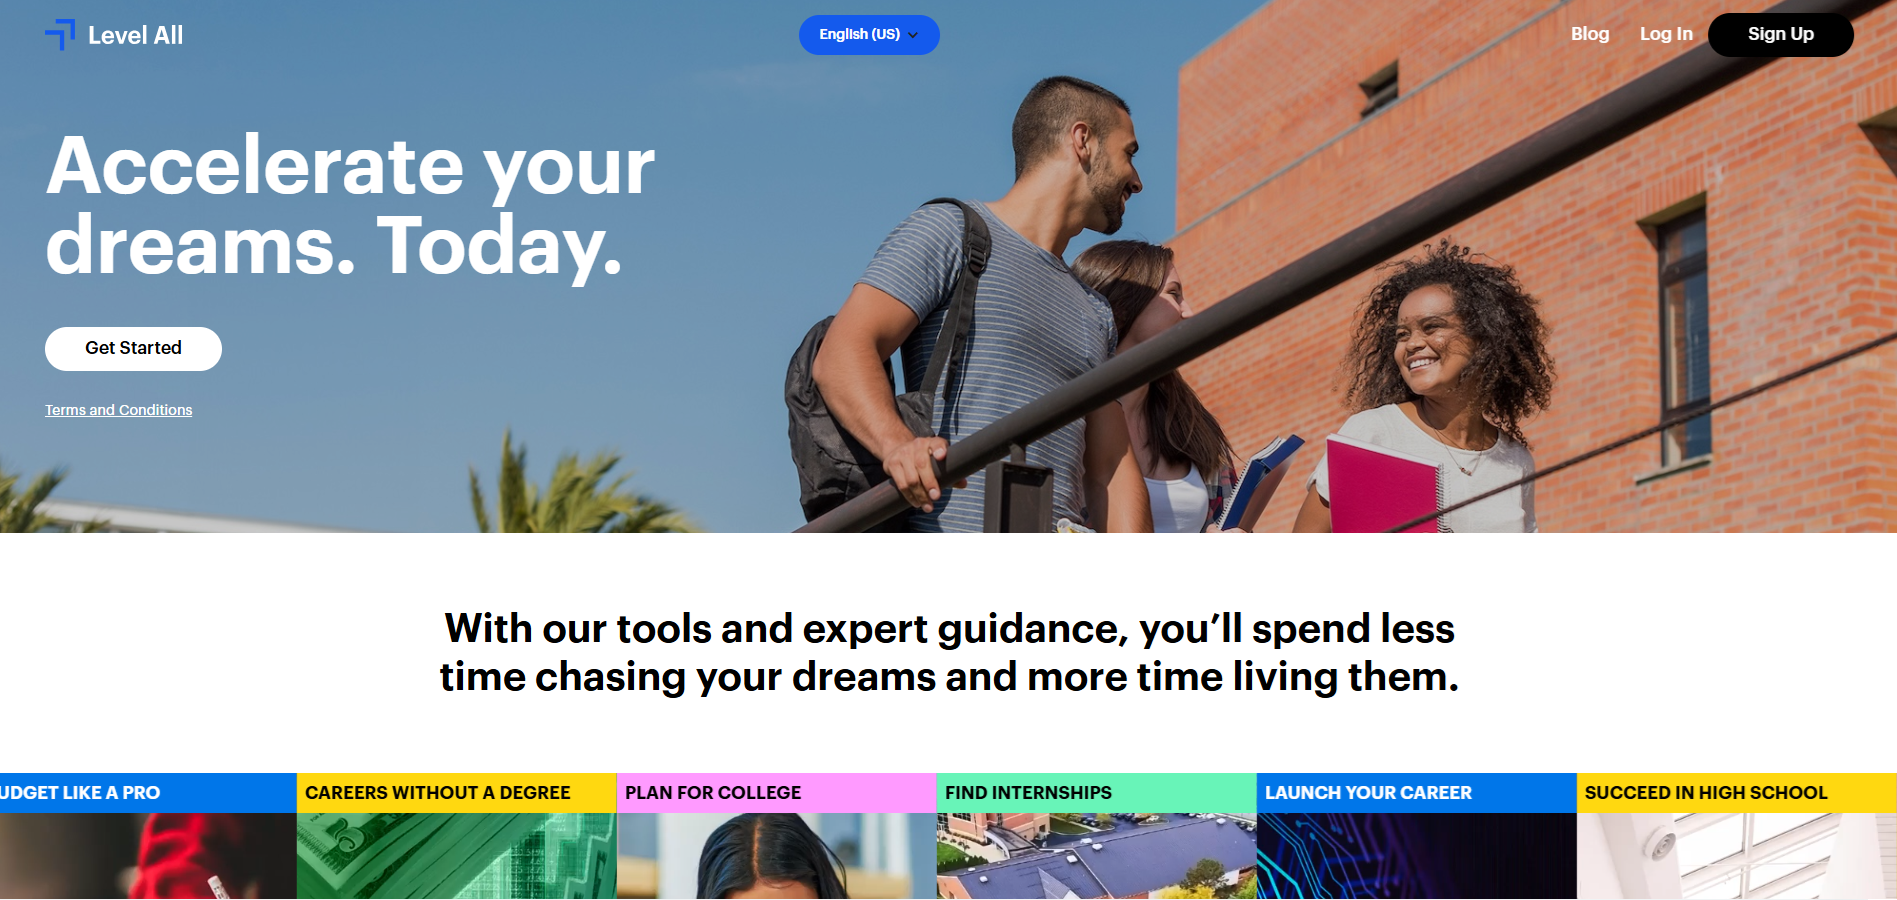 Level All
English (US)
Blog
Log In
Sign Up
Accelerate your
dreams. Today.
Get Started
Terms and Conditions
With our tools and expert guidance, you’ll spend less
time chasing your dreams and more time living them.
UDGET LIKE A PRO
CAREERS WITHOUT A DEGREE
PLAN FOR COLLEGE
FIND INTERNSHIPS
LAUNCH YOUR CAREER
SUCCEED IN HIGH SCHOOL